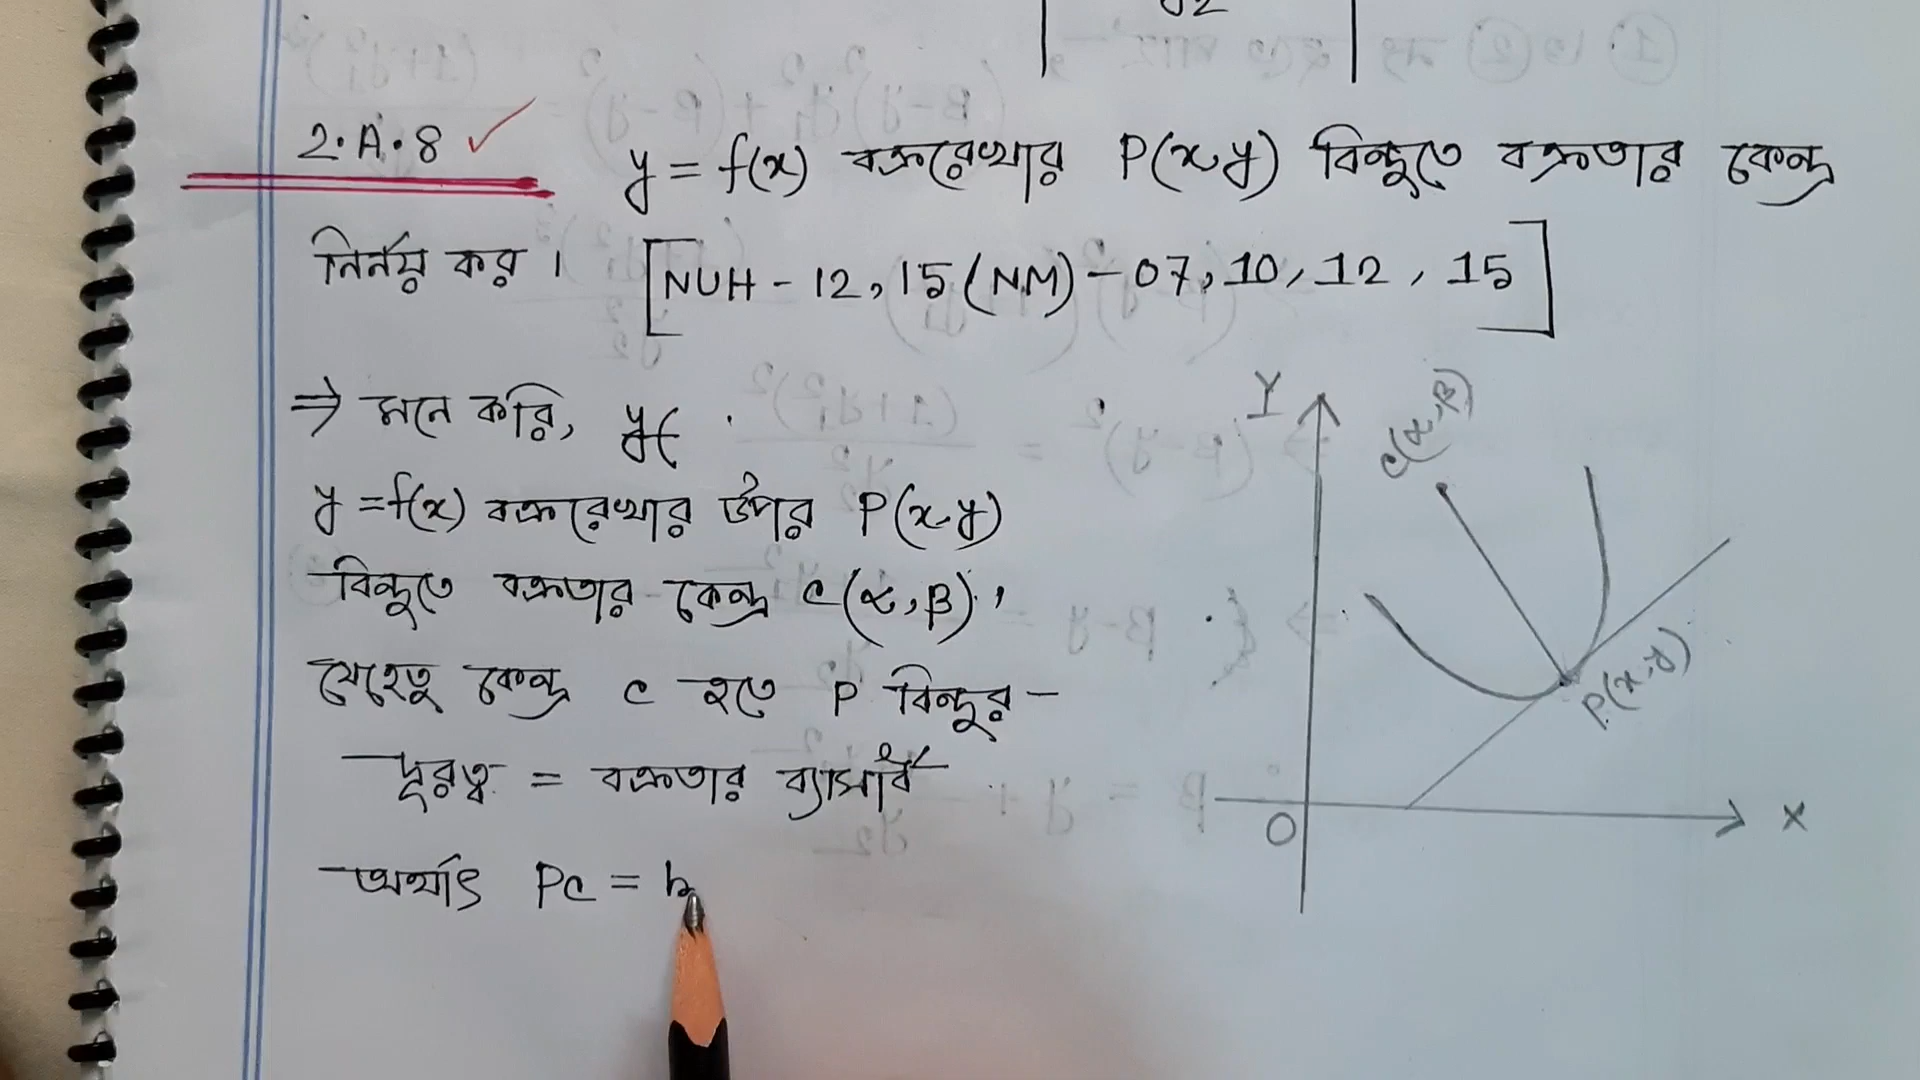 2.A.8 y = f(x) বক্ররেখার P(x,y) বিন্দুতে বক্রতার কেন্দ্র
নির্নয় কর । [NUH - 12, 15 (NM) - 07, 10, 12, 15]
⇒ মনে করি, y
y = f(x) বক্ররেখার উপর P(x,y)
বিন্দুতে বক্রতার কেন্দ্র C(α, β),
যেহেতু কেন্দ্র C হতে P বিন্দুর -
দূরত্ব = বক্রতার ব্যাসার্ধ
অর্থাৎ PC =
Y
C(α, β)
P(x,y)
O
X